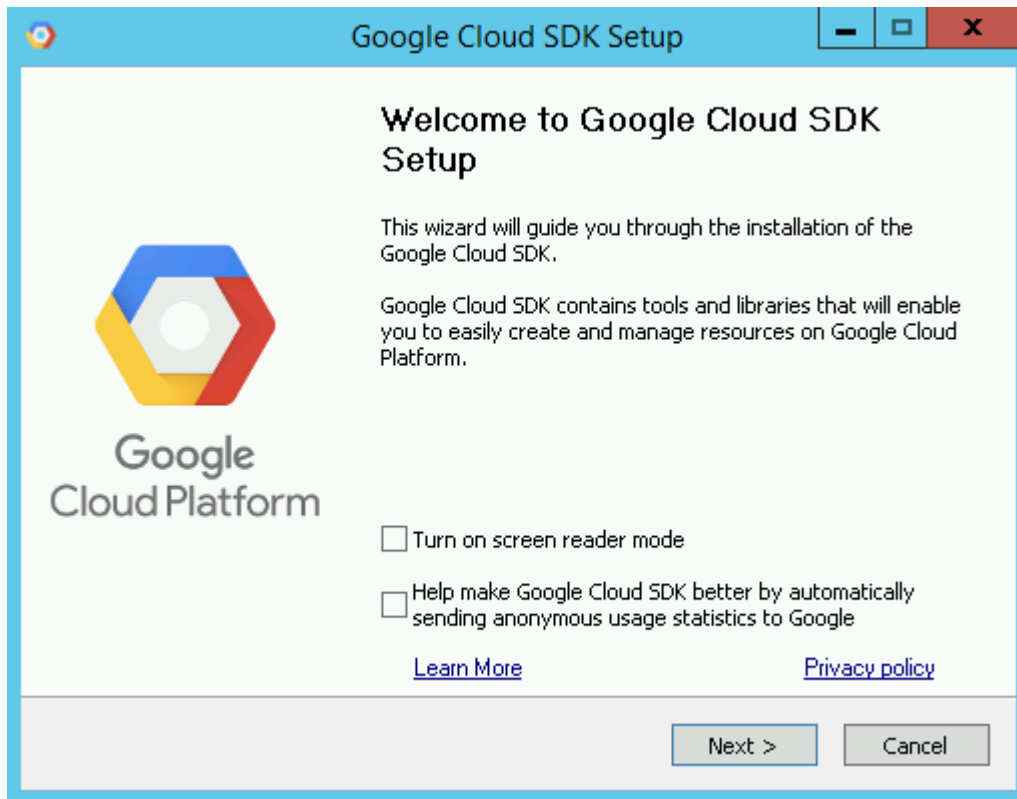 Google Cloud SDK Setup
Welcome to Google Cloud SDK
Setup
This wizard will guide you through the installation of the
Google Cloud SDK.
Google Cloud SDK contains tools and libraries that will enable
you to easily create and manage resources on Google Cloud
Platform.
Google
Cloud Platform
Turn on screen reader mode
Help make Google Cloud SDK better by automatically
sending anonymous usage statistics to Google
Learn More Privacy policy
Next > Cancel